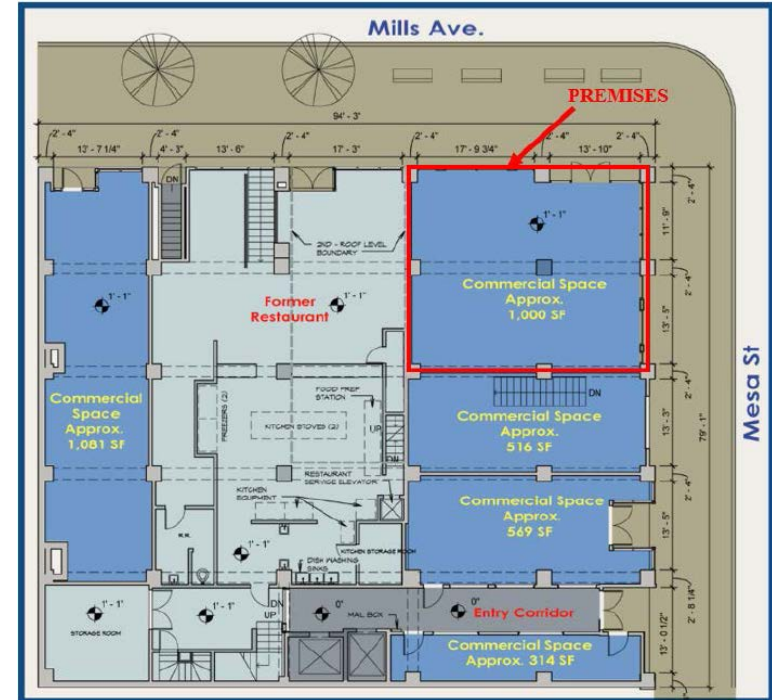 Mills Ave.
PREMISES
94' - 3"
2' - 4"
2' - 4"
2' - 4"
2' - 4"
2' - 4"
2' - 4"
13' - 7 1/4"
4' - 3"
13' - 6"
17' - 3"
17' - 9 3/4"
13' - 10"
DN
2ND - ROOF LEVEL
BOUNDARY
1' - 1"
11' - 9"
2' - 4"
1' - 1"
Former
Restaurant
1' - 1"
Commercial Space
Approx.
1,000 SF
13' - 5"
2' - 4"
Commercial
Space
Approx.
1,081 SF
FREEZERS (2)
FOOD PREP
STATION
KITCHEN STOVES (2)
UP
DN
DN
Commercial Space
Approx.
516 SF
13' - 3"
2' - 4"
79' - 1"
Mesa St
RESTAURANT
SERVICE ELEVATOR
KITCHEN
EQUIPMENT
Commercial Space
Approx.
569 SF
13' - 5"
2' - 4"
R.R.
1' - 1"
KITCHEN STORAGE ROOM
DISH WASHING
SINKS
1' - 1"
STORAGE ROOM
1' - 1"
DN
UP
0"
MAIL BOX
0"
Entry Corridor
2' - 8 1/4"
13' - 0 1/2"
Commercial Space
Approx. 314 SF
2' - 4"